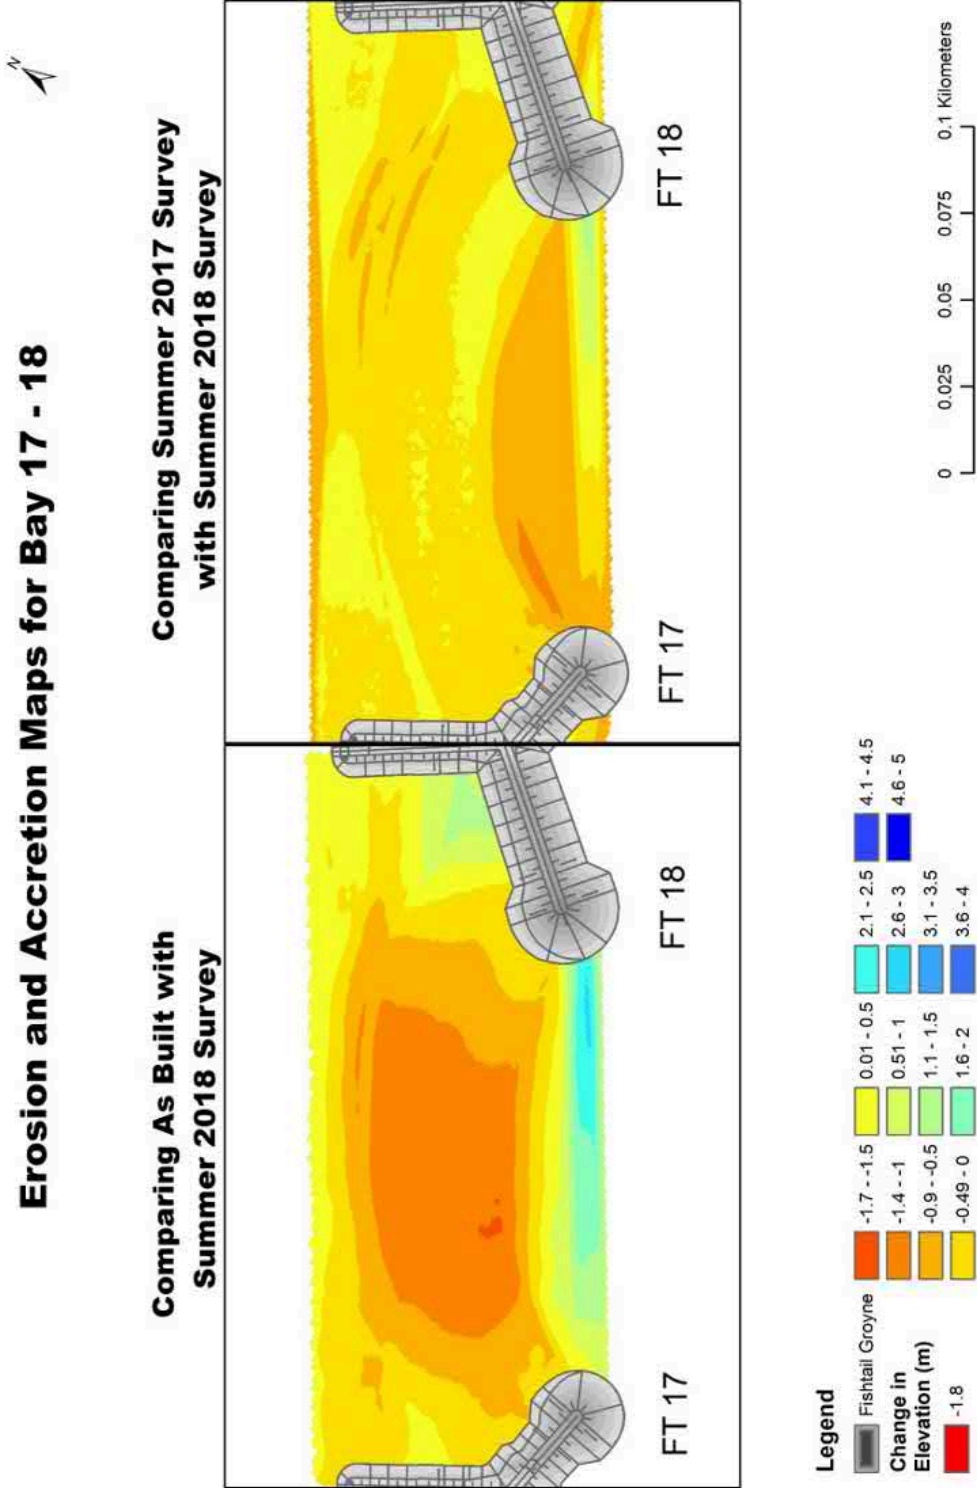 Erosion and Accretion Maps for Bay 17 - 18
N
Comparing As Built with
Summer 2018 Survey
Comparing Summer 2017 Survey
with Summer 2018 Survey
FT 17
FT 18
FT 17
FT 18
Legend
Fishtail Groyne
Change in
Elevation (m)
-1.8
-1.7 - -1.5
-1.4 - -1
-0.9 - -0.5
-0.49 - 0
0.01 - 0.5
0.51 - 1
1.1 - 1.5
1.6 - 2
2.1 - 2.5
2.6 - 3
3.1 - 3.5
3.6 - 4
4.1 - 4.5
4.6 - 5
0 0.025 0.05 0.075 0.1 Kilometers